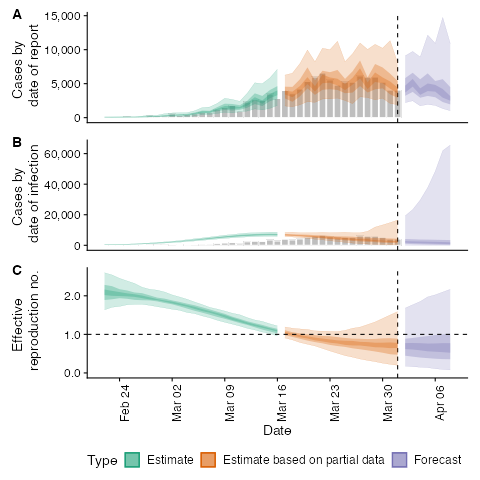 A
Cases by
date of report
15,000
10,000
5,000
0
B
Cases by
date of infection
60,000
40,000
20,000
0
C
Effective
reproduction no.
2.0
1.0
0.0
Feb 24
Mar 02
Mar 09
Mar 16
Mar 23
Mar 30
Apr 06
Date
Type Estimate Estimate based on partial data Forecast